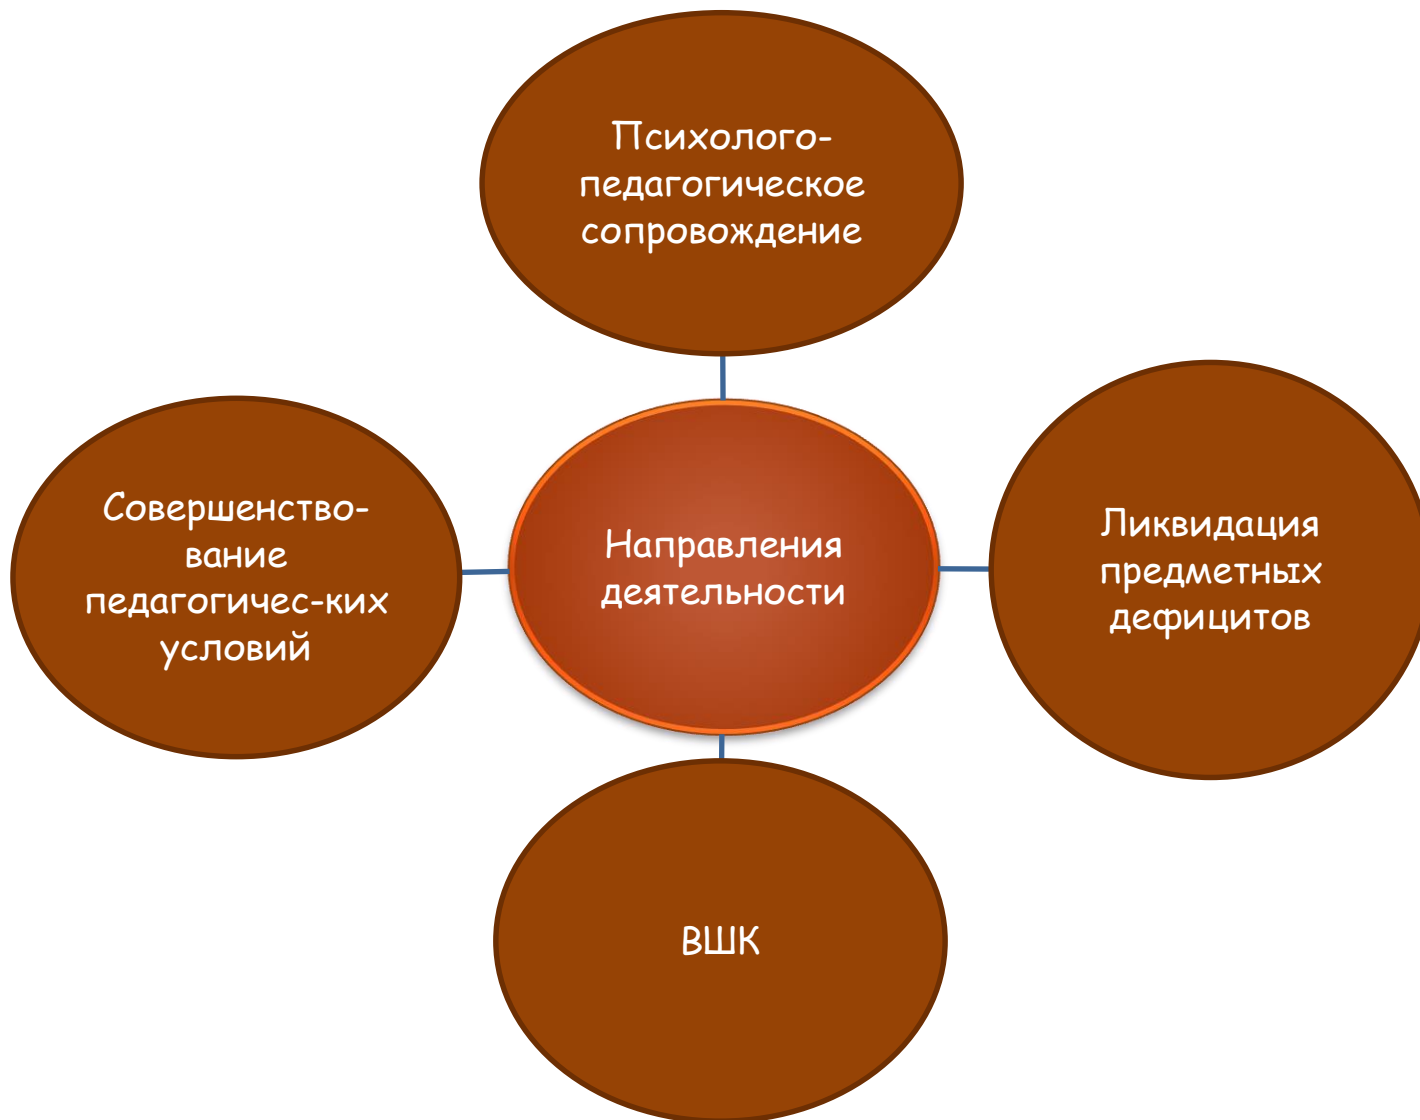 Психолого-
педагогическое
сопровождение
Совершенство-
вание
педагогичес-ких
условий
Направления
деятельности
Ликвидация
предметных
дефицитов
ВШК